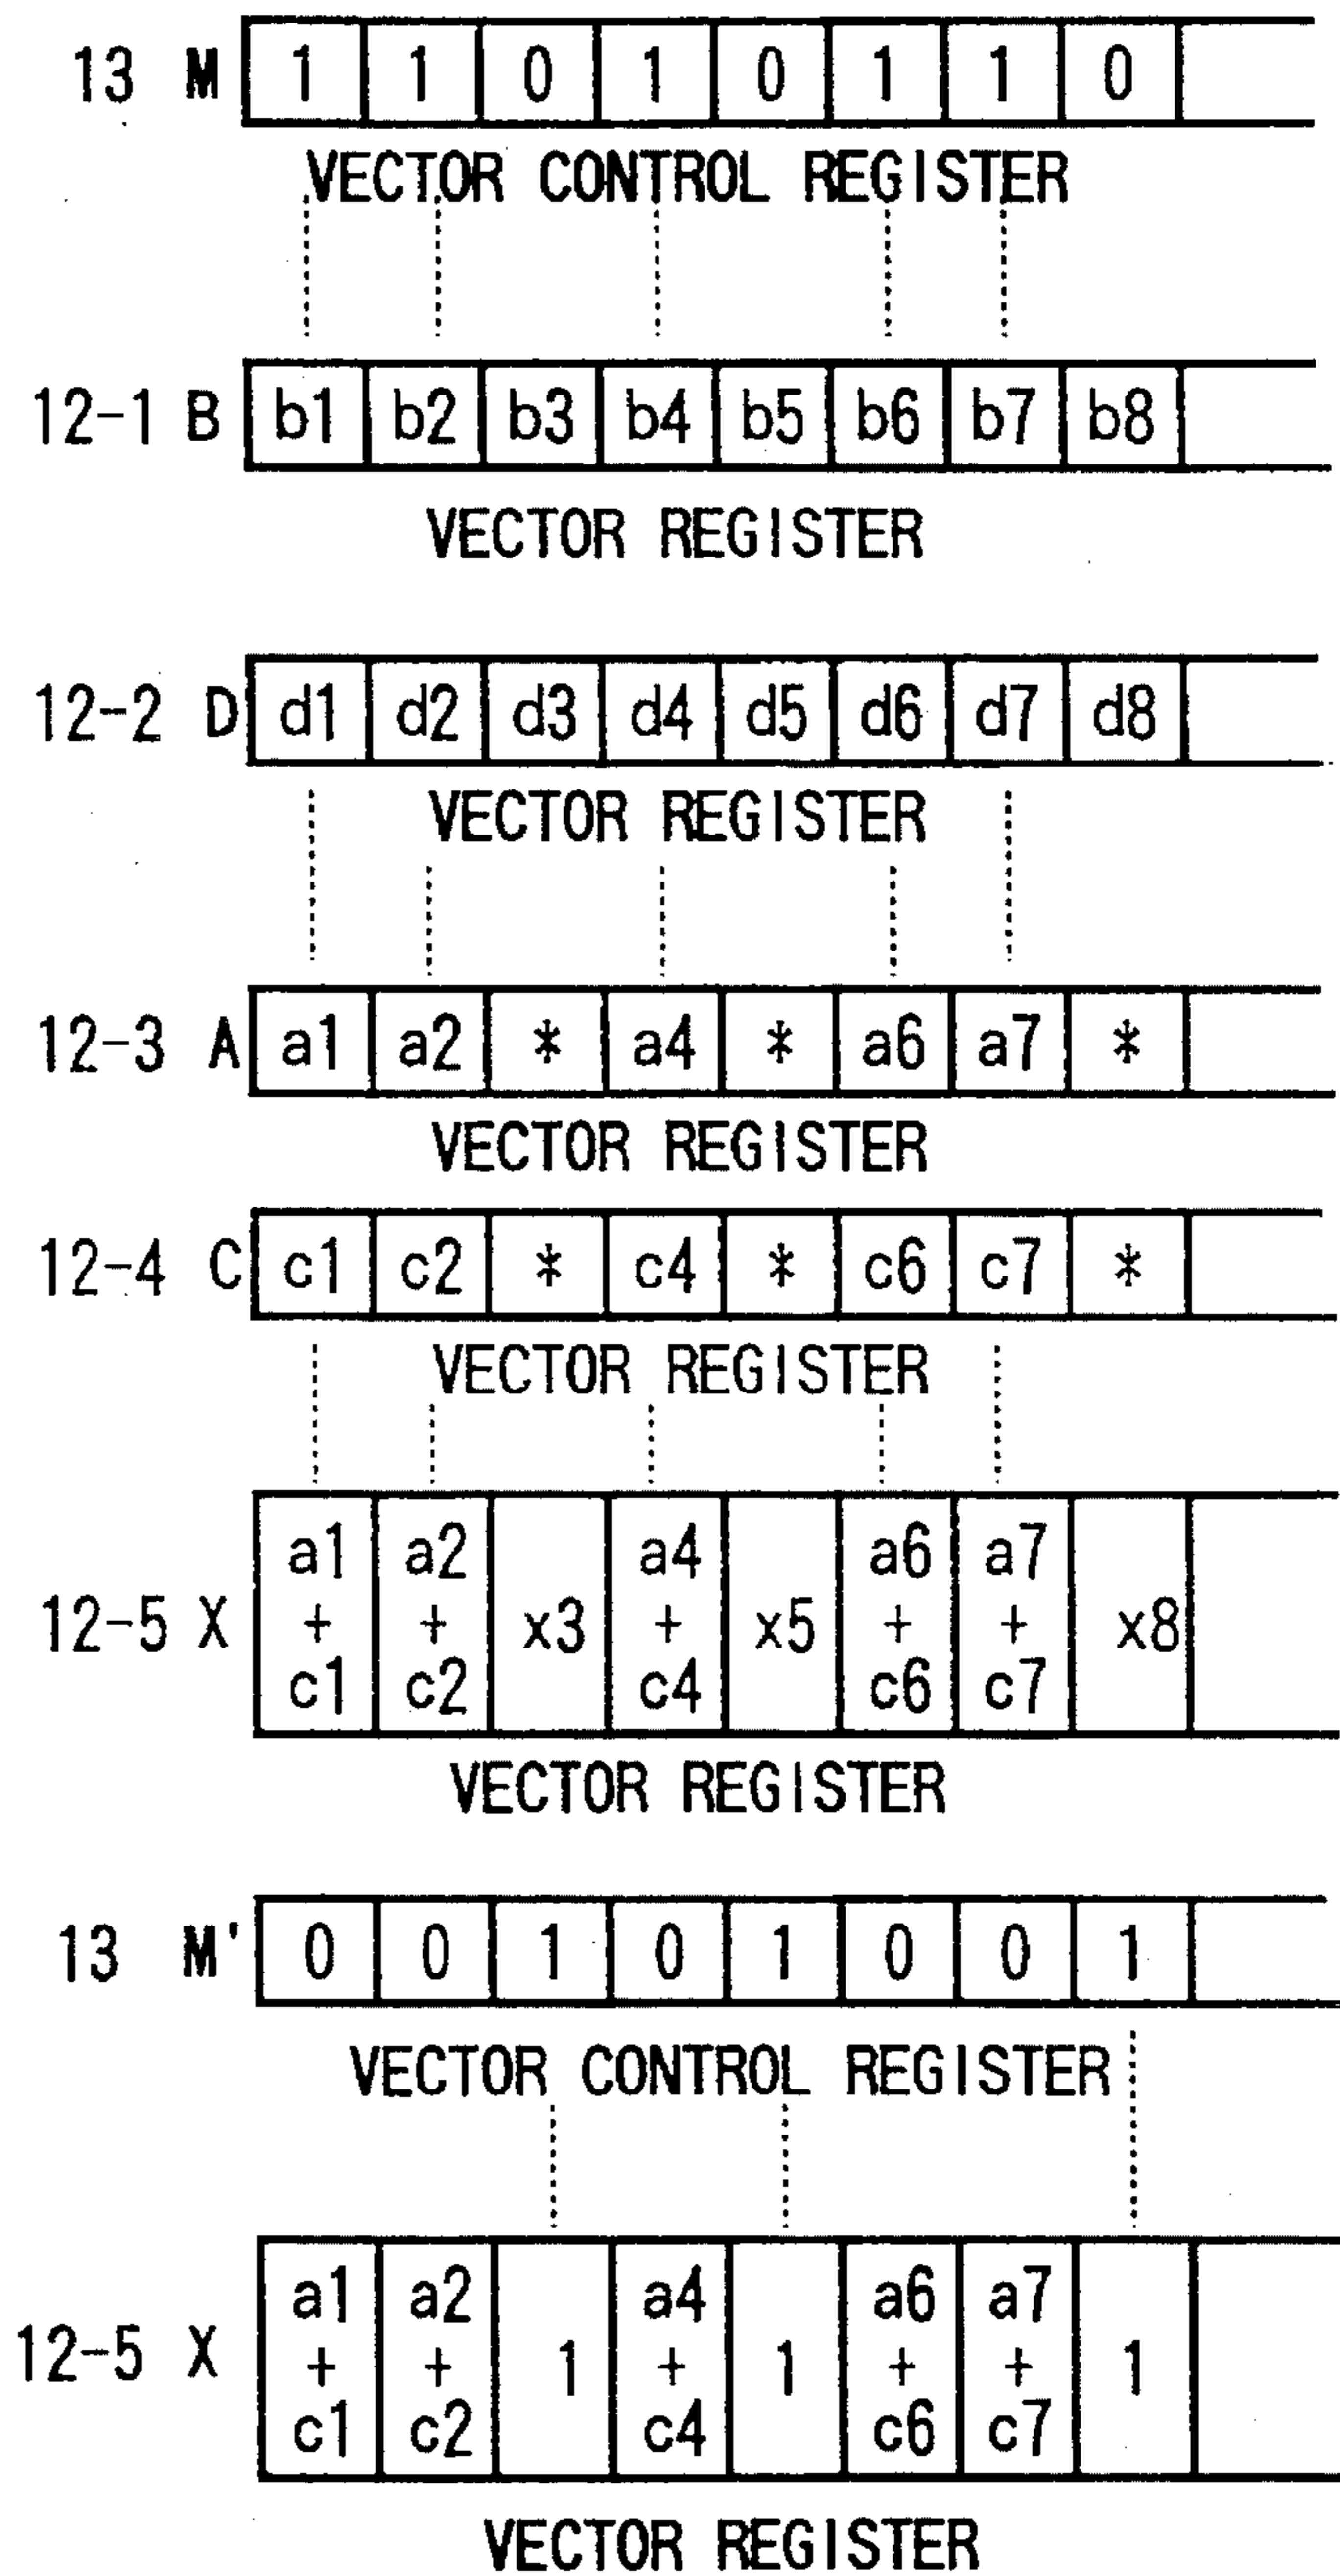 13 M 1 1 0 1 0 1 1 0
VECTOR CONTROL REGISTER
12-1 B b1 b2 b3 b4 b5 b6 b7 b8
VECTOR REGISTER
12-2 D d1 d2 d3 d4 d5 d6 d7 d8
VECTOR REGISTER
12-3 A a1 a2 * a4 * a6 a7 *
VECTOR REGISTER
12-4 C c1 c2 * c4 * c6 c7 *
VECTOR REGISTER
a1 a2 a4 a6 a7
12-5 X + + x3 + x5 + + x8
c1 c2 c4 c6 c7
VECTOR REGISTER
13 M' 0 0 1 0 1 0 0 1
VECTOR CONTROL REGISTER
a1 a2 a4 a6 a7
12-5 X + + 1 + 1 + + 1
c1 c2 c4 c6 c7
VECTOR REGISTER